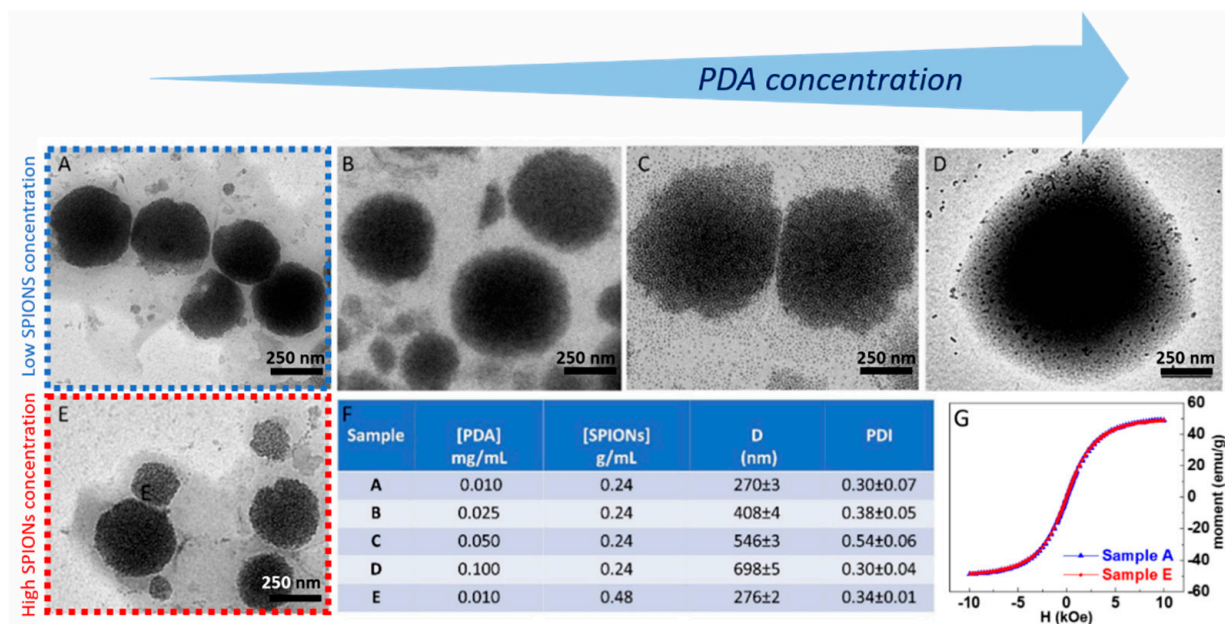 PDA concentration
Low SPIONS concentration
A
250 nm
B
250 nm
C
250 nm
D
250 nm
High SPIONs concentration
E
E
250 nm
F
Sample [PDA] mg/mL [SPIONs] g/mL D (nm) PDI
A 0.010 0.24 270±3 0.30±0.07
B 0.025 0.24 408±4 0.38±0.05
C 0.050 0.24 546±3 0.54±0.06
D 0.100 0.24 698±5 0.30±0.04
E 0.010 0.48 276±2 0.34±0.01
G
60
40
20
0
-20
-40
-60
moment (emu/g)
Sample A
Sample E
-10 -5 0 5 10
H (kOe)